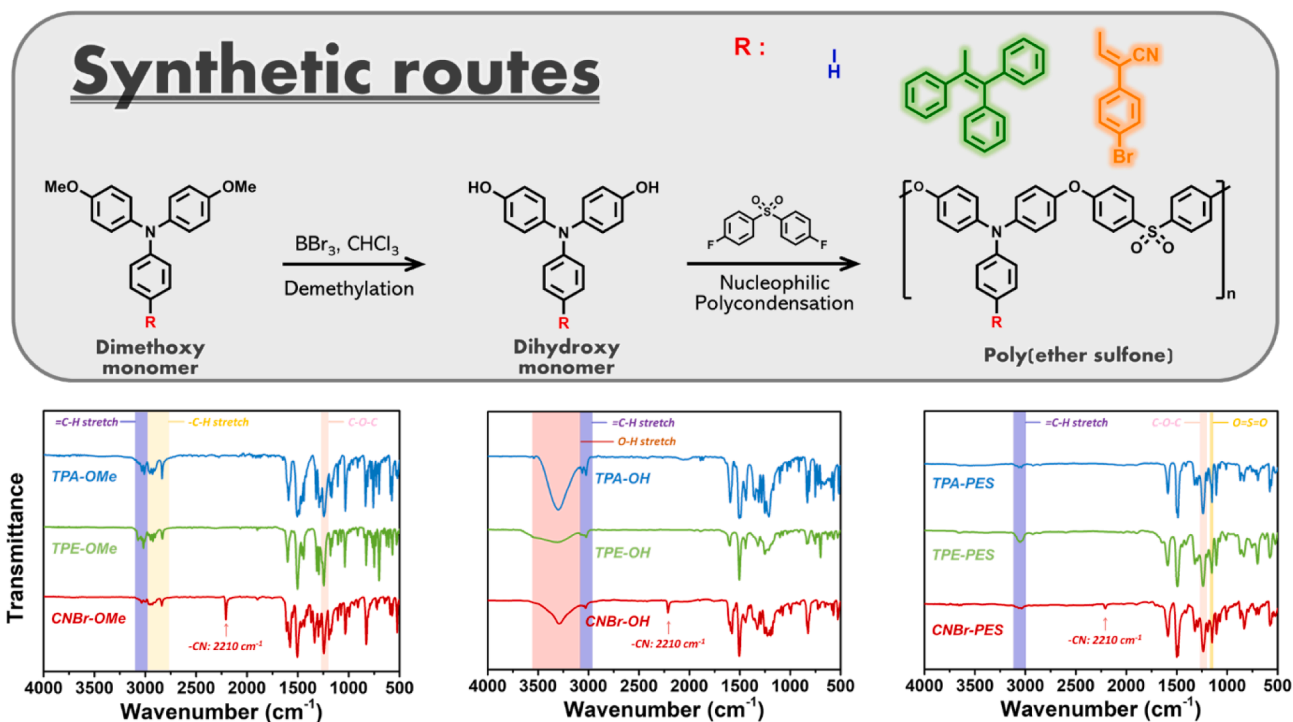 Synthetic routes
R :
H
CN
Br
MeO
OMe
N
R
Dimethoxy
monomer
BBr3, CHCl3
Demethylation
HO
OH
N
R
Dihydroxy
monomer
O O
S
F
F
Nucleophilic
Polycondensation
O
O
N
S
O O
n
R
Poly(ether sulfone)
Transmittance
=C-H stretch
-C-H stretch
C-O-C
TPA-OMe
TPE-OMe
CNBr-OMe
-CN: 2210 cm-1
4000 3500 3000 2500 2000 1500 1000 500
Wavenumber (cm-1)
=C-H stretch
O-H stretch
TPA-OH
TPE-OH
CNBr-OH
-CN: 2210 cm-1
4000 3500 3000 2500 2000 1500 1000 500
Wavenumber (cm-1)
=C-H stretch
C-O-C
O=S=O
TPA-PES
TPE-PES
CNBr-PES
-CN: 2210 cm-1
4000 3500 3000 2500 2000 1500 1000 500
Wavenumber (cm-1)